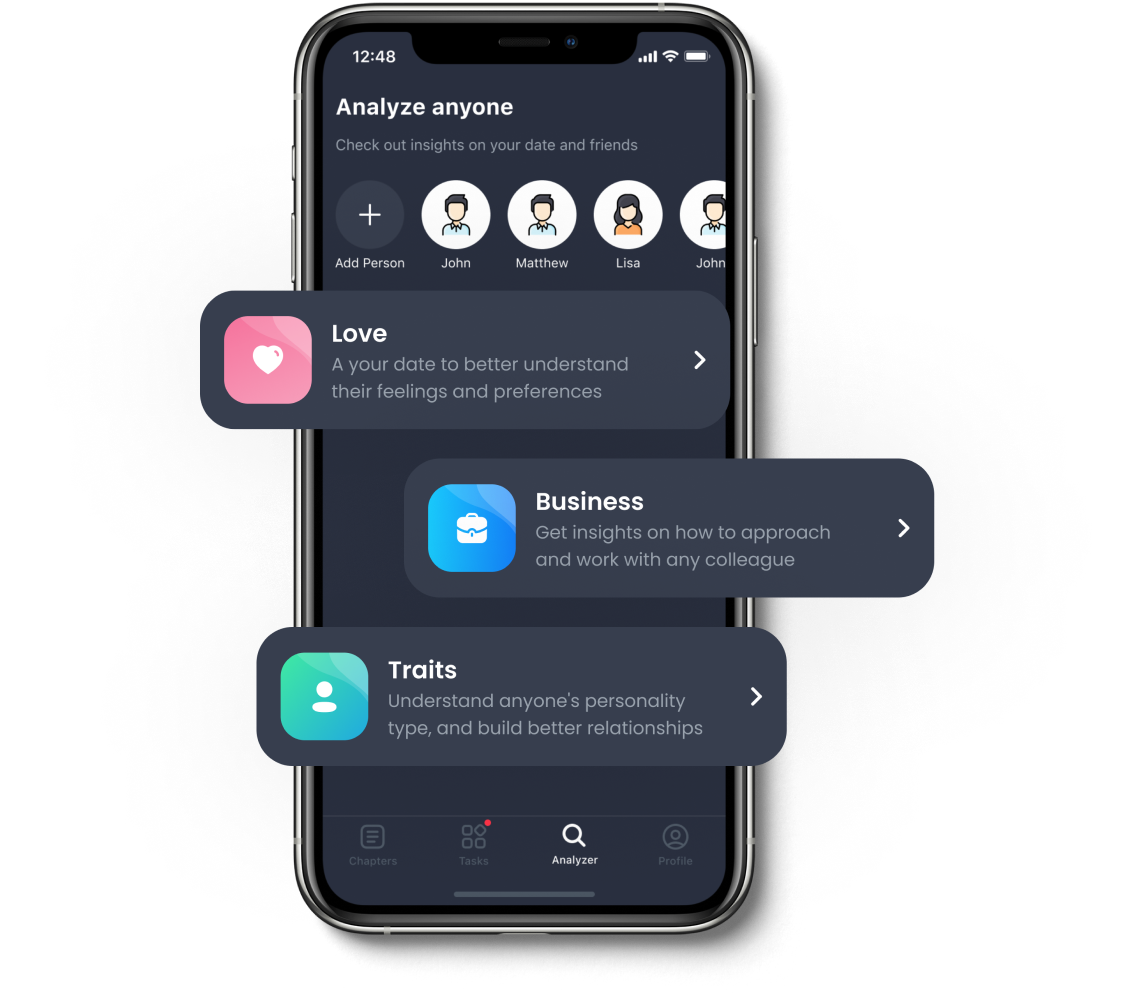 12:48
Analyze anyone
Check out insights on your date and friends
Add Person
John
Matthew
Lisa
John
Love
A your date to better understand
their feelings and preferences
Business
Get insights on how to approach
and work with any colleague
Traits
Understand anyone's personality
type, and build better relationships
Chapters
Tasks
Analyzer
Profile